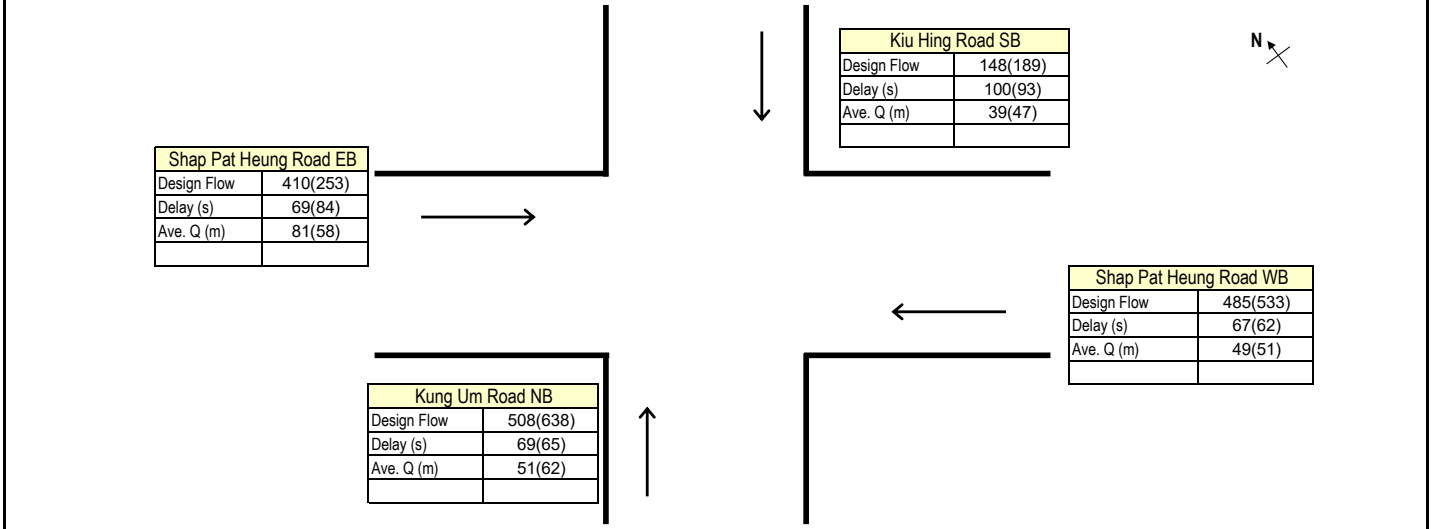 Kiu Hing Road SB
Design Flow 148(189)
Delay (s) 100(93)
Ave. Q (m) 39(47)
N
Shap Pat Heung Road EB
Design Flow 410(253)
Delay (s) 69(84)
Ave. Q (m) 81(58)
Shap Pat Heung Road WB
Design Flow 485(533)
Delay (s) 67(62)
Ave. Q (m) 49(51)
Kung Um Road NB
Design Flow 508(638)
Delay (s) 69(65)
Ave. Q (m) 51(62)